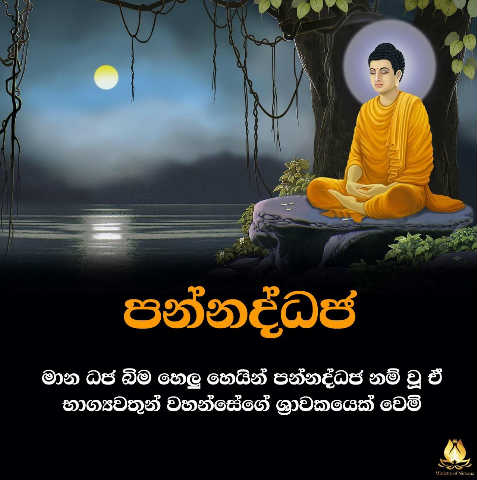 පන්නද්ධජ
මාන ධජ බිම හෙලූ හෙයින් පන්නද්ධජ නම් වූ ඒ
භාග්‍යවතුන් වහන්සේගේ ශ්‍රාවකයෙක් වෙමි